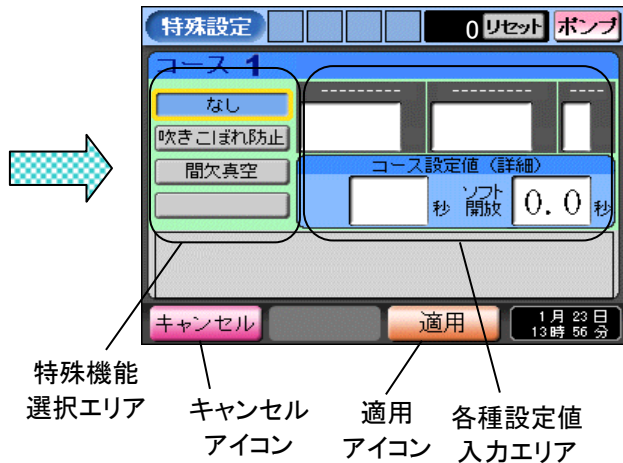 特殊設定 0 リセット ポンプ
コース 1
なし --------- --------- ---
吹きこぼれ防止
間欠真空 コース設定値(詳細)
秒 ソフト開放 0.0 秒
キャンセル 適用 1月 23日
13時 56分
特殊機能
選択エリア
キャンセル
アイコン
適用
アイコン
各種設定値
入力エリア